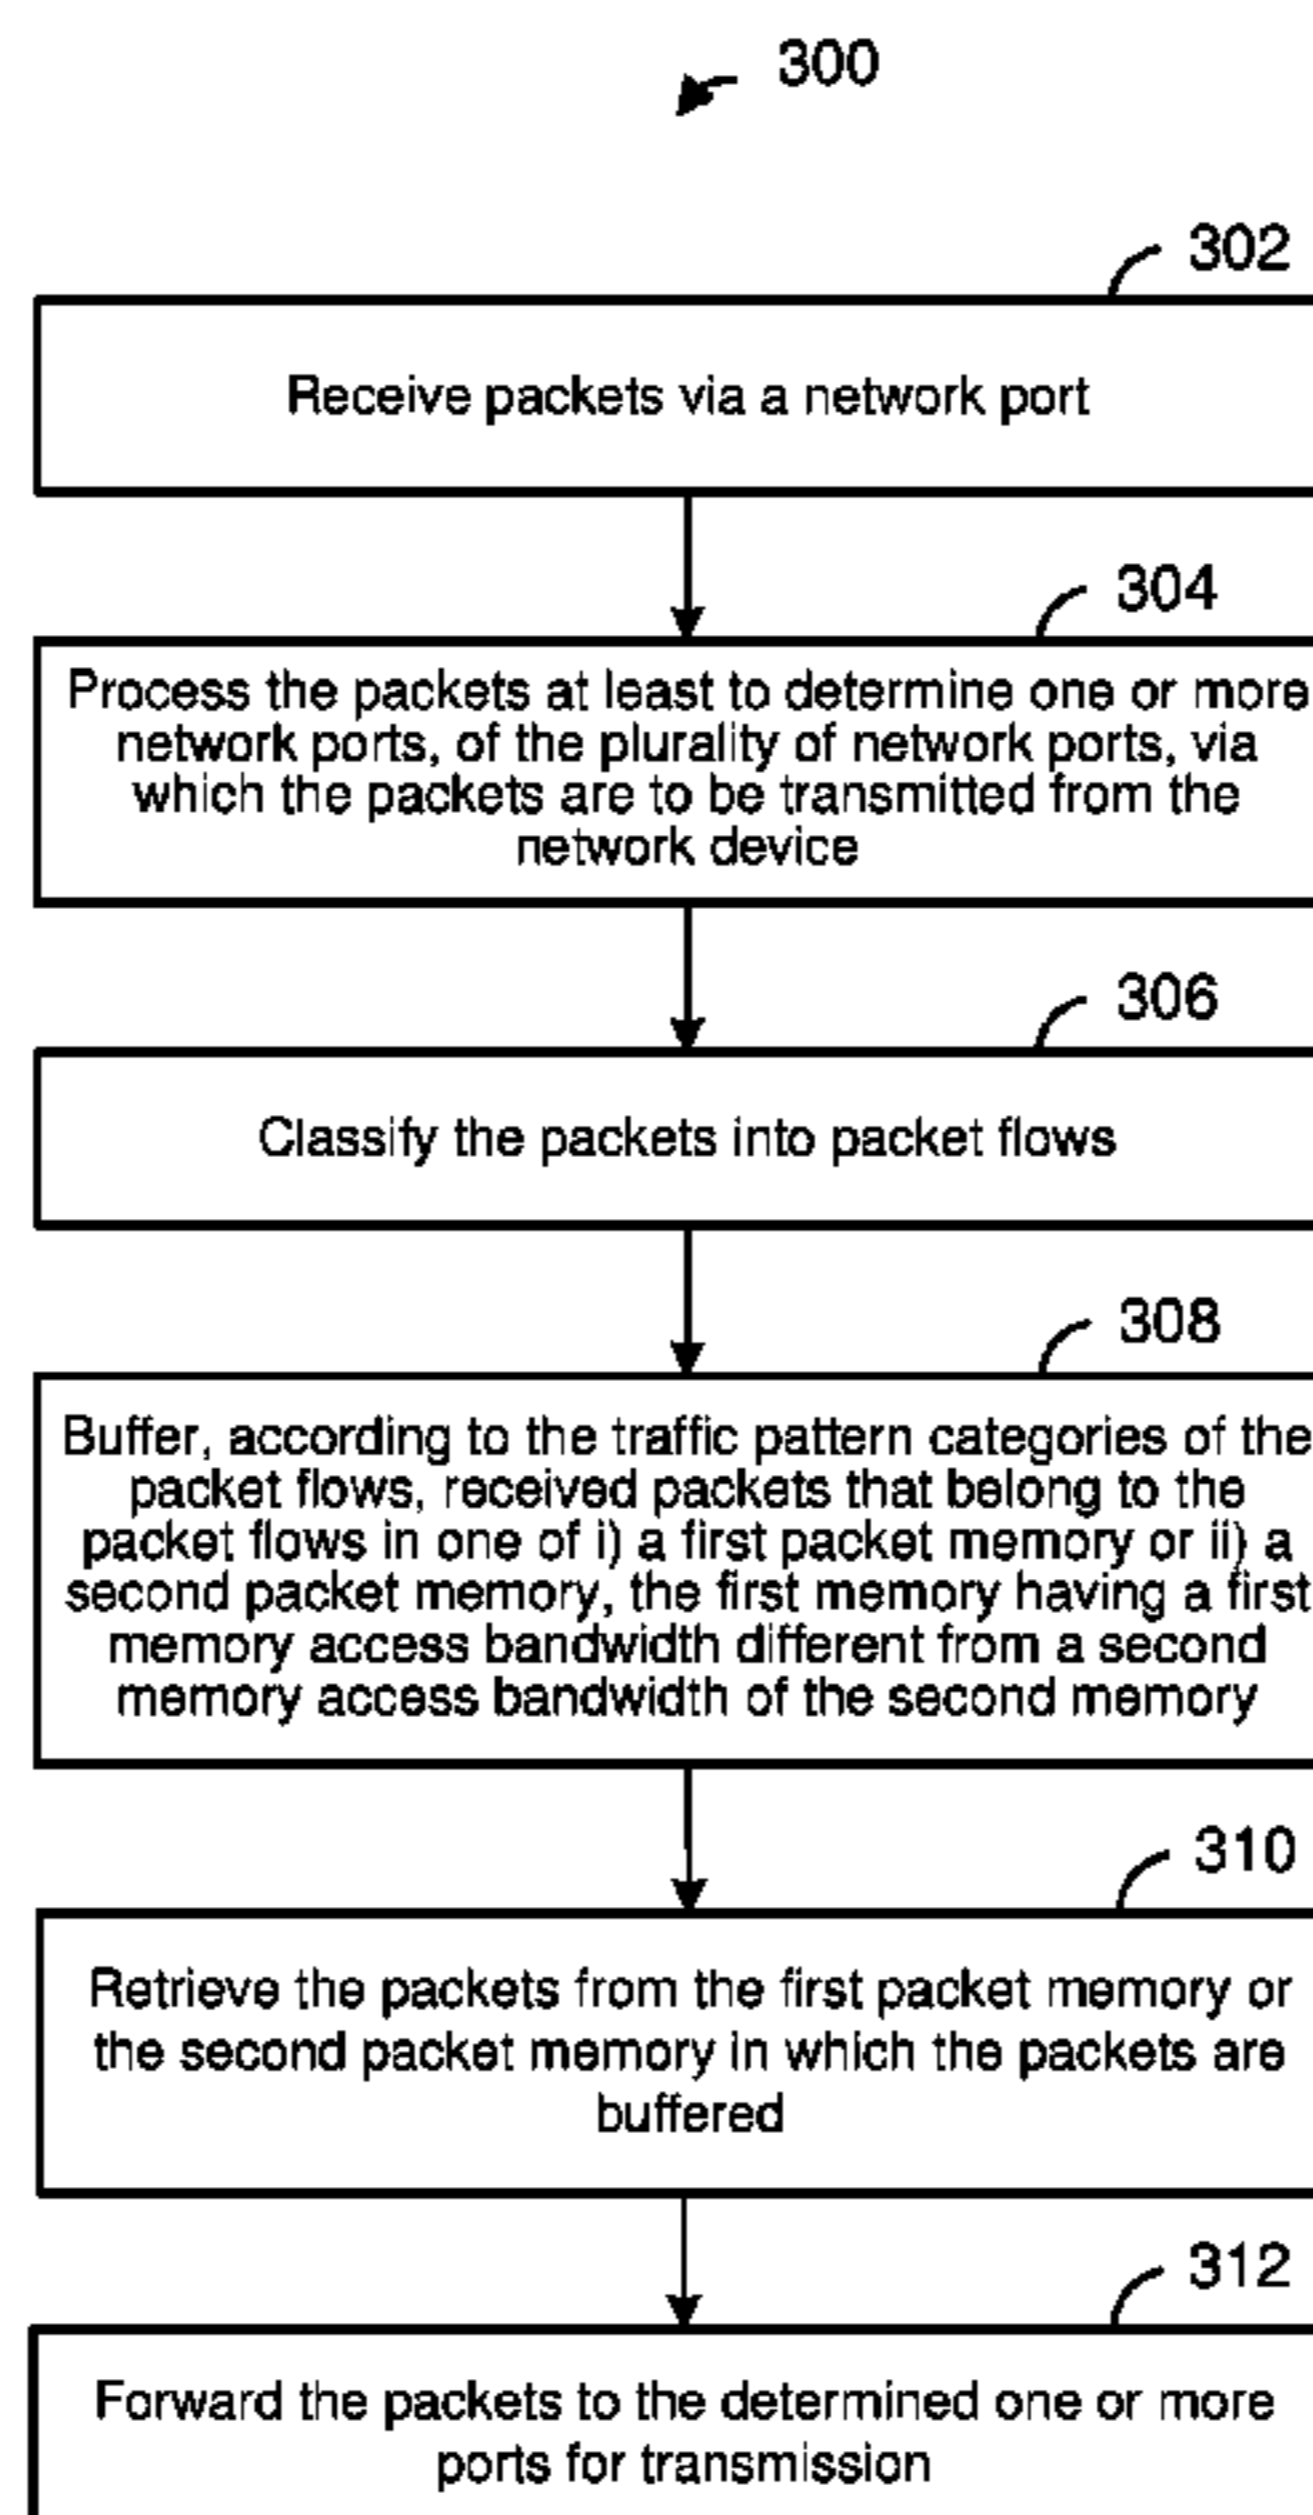 300
302
Receive packets via a network port
304
Process the packets at least to determine one or more
network ports, of the plurality of network ports, via
which the packets are to be transmitted from the
network device
306
Classify the packets into packet flows
308
Buffer, according to the traffic pattern categories of the
packet flows, received packets that belong to the
packet flows in one of i) a first packet memory or ii) a
second packet memory, the first memory having a first
memory access bandwidth different from a second
memory access bandwidth of the second memory
310
Retrieve the packets from the first packet memory or
the second packet memory in which the packets are
buffered
312
Forward the packets to the determined one or more
ports for transmission